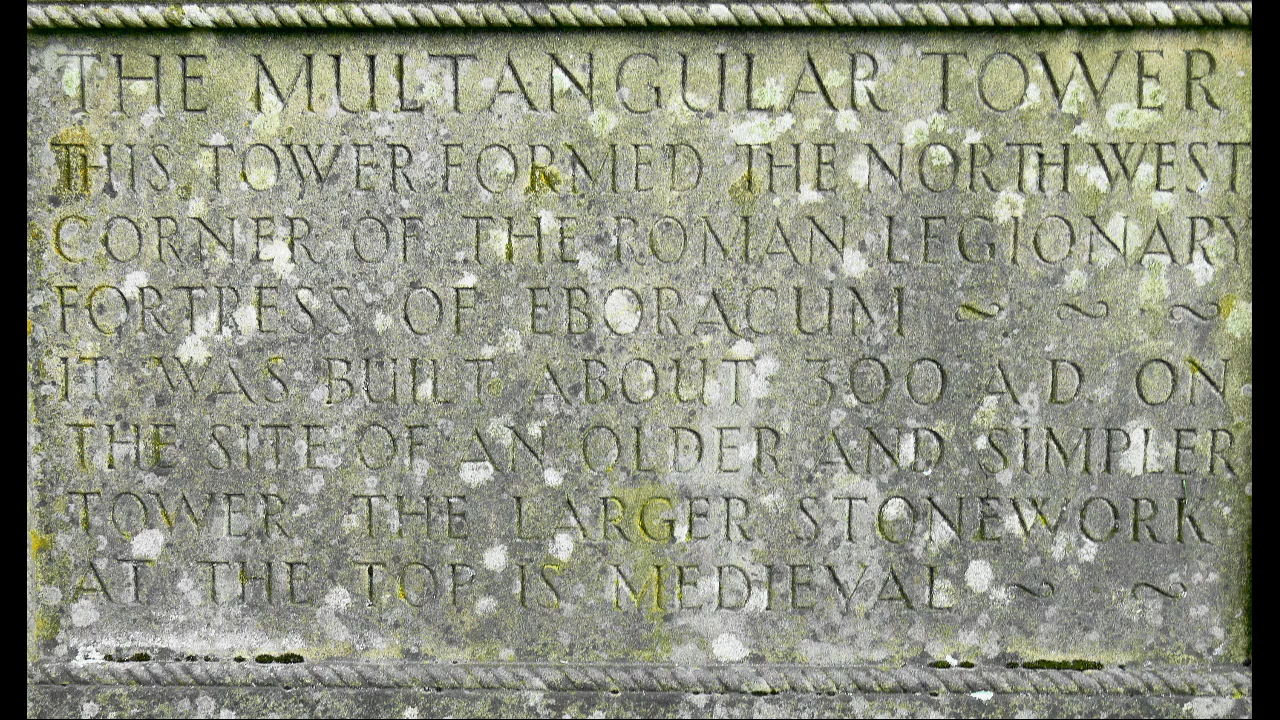 THE MULTANGULAR TOWER
THIS TOWER FORMED THE NORTH WEST
CORNER OF THE ROMAN LEGIONARY
FORTRESS OF EBORACUM ~ ~ ~
IT WAS BUILT ABOUT 300 A.D. ON
THE SITE OF AN OLDER AND SIMPLER
TOWER THE LARGER STONEWORK
AT THE TOP IS MEDIEVAL ~ ~